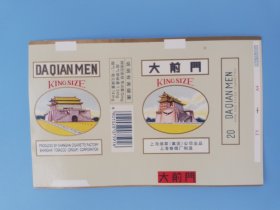 DA QIAN MEN
KING SIZE
PRODUCED BY SHANGHAI CIGARETTE FACTORY
SHANGHAI TOBACCO (GROUP) CORPORATION
大前門
KING SIZE
上海烟草(集团)公司出品
上海卷烟厂制造
20 DA QIAN MEN
大前門